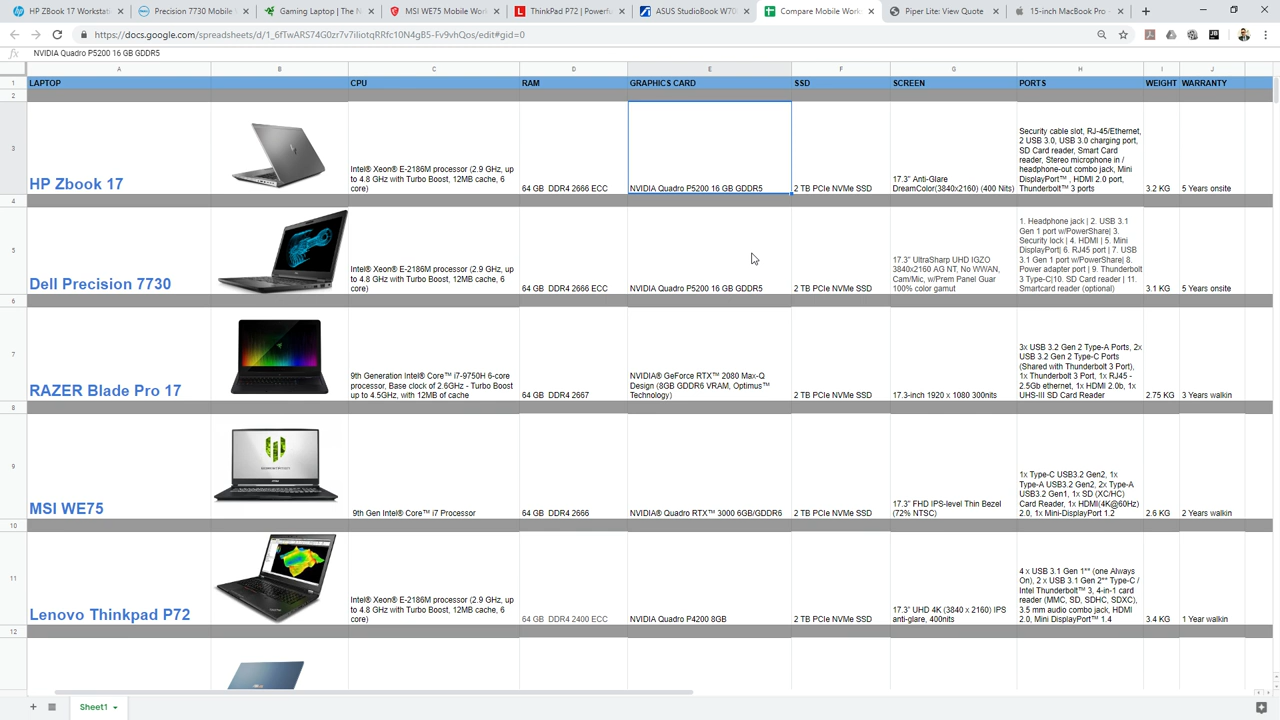 HP ZBook 17 Workstat
Precision 7730 Mobile
Gaming Laptop | The N
MSI WE75 Mobile Wor
ThinkPad P72 | Powerfu
ASUS StudioBook W70
Compare Mobile Work
Piper Lite: View Quote
15-inch MacBook Pro -
NVIDIA Quadro P5200 16 GB GDDR5
A B C D E F G H I J
1 LAPTOP CPU RAM GRAPHICS CARD SSD SCREEN PORTS WEIGHT WARRANTY
2
3
HP Zbook 17
Intel® Xeon® E-2186M processor (2.9 GHz, up
to 4.8 GHz with Turbo Boost, 12MB cache, 6
core)
64 GB DDR4 2666 ECC
NVIDIA Quadro P5200 16 GB GDDR5
2 TB PCIe NVMe SSD
17.3" Anti-Glare
DreamColor(3840x2160) (400 Nits)
Security cable slot, RJ-45/Ethernet,
2 USB 3.0, USB 3.0 charging port,
SD Card reader, Smart Card
reader, Stereo microphone in /
headphone-out combo jack, Mini
DisplayPort™ , HDMI 2.0 port,
Thunderbolt™ 3 ports
3.2 KG
5 Years onsite
4
5
Dell Precision 7730
Intel® Xeon® E-2186M processor (2.9 GHz, up
to 4.8 GHz with Turbo Boost, 12MB cache, 6
core)
64 GB DDR4 2666 ECC
NVIDIA Quadro P5200 16 GB GDDR5
2 TB PCIe NVMe SSD
17.3" UltraSharp UHD IGZO
3840x2160 AG NT, No WWAN,
Cam/Mic, w/Prem Panel Guar
100% color gamut
1. Headphone jack | 2. USB 3.1
Gen 1 port w/PowerShare| 3.
Security lock | 4. HDMI | 5. Mini
DisplayPort| 6. RJ45 port | 7. USB
3.1 Gen 1 port w/PowerShare| 8.
Power adapter port | 9. Thunderbolt
3 Type-C|10. SD Card reader | 11.
Smartcard reader (optional)
3.1 KG
5 Years onsite
6
7
RAZER Blade Pro 17
9th Generation Intel® Core™ i7-9750H 6-core
processor, Base clock of 2.6GHz - Turbo Boost
up to 4.5GHz, with 12MB of cache
64 GB DDR4 2667
NVIDIA® GeForce RTX™ 2080 Max-Q
Design (8GB GDDR6 VRAM, Optimus™
Technology)
2 TB PCIe NVMe SSD
17.3-inch 1920 x 1080 300nits
3x USB 3.2 Gen 2 Type-A Ports, 2x
USB 3.2 Gen 2 Type-C Ports
(Shared with Thunderbolt 3 Port),
1x Thunderbolt 3 Port, 1x RJ45 -
2.5Gb ethernet, 1x HDMI 2.0b, 1x
UHS-III SD Card Reader
2.75 KG
3 Years walkin
8
9
MSI WE75
9th Gen Intel® Core™ i7 Processor
64 GB DDR4 2666
NVIDIA® Quadro RTX™ 3000 6GB/GDDR6
2 TB PCIe NVMe SSD
17.3" FHD IPS-level Thin Bezel
(72% NTSC)
1x Type-C USB3.2 Gen2, 1x
Type-A USB3.2 Gen2, 2x Type-A
USB3.2 Gen1, 1x SD (XC/HC)
Card Reader, 1x HDMI(4K@60Hz)
2.0, 1x Mini-DisplayPort 1.2
2.6 KG
2 Years walkin
10
11
Lenovo Thinkpad P72
Intel® Xeon® E-2186M processor (2.9 GHz, up
to 4.8 GHz with Turbo Boost, 12MB cache, 6
core)
64 GB DDR4 2400 ECC
NVIDIA Quadro P4200 8GB
2 TB PCIe NVMe SSD
17.3" UHD 4K (3840 x 2160) IPS
anti-glare, 400nits
4 x USB 3.1 Gen 1** (one Always
On), 2 x USB 3.1 Gen 2** Type-C /
Intel Thunderbolt™ 3, 4-in-1 card
reader (MMC, SD, SDHC, SDXC),
3.5 mm audio combo jack, HDMI
2.0, Mini DisplayPort™ 1.4
3.4 KG
1 Year walkin
12
Sheet1